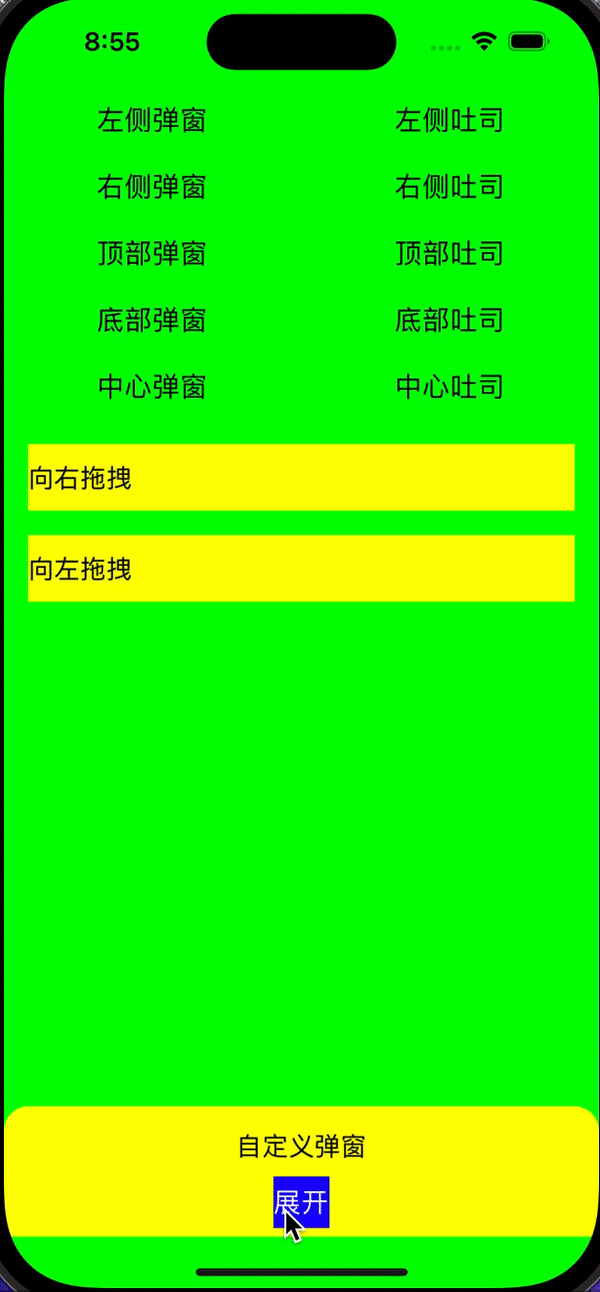 8:55
左侧弹窗 左侧吐司
右侧弹窗 右侧吐司
顶部弹窗 顶部吐司
底部弹窗 底部吐司
中心弹窗 中心吐司
向右拖拽
向左拖拽
自定义弹窗
展开